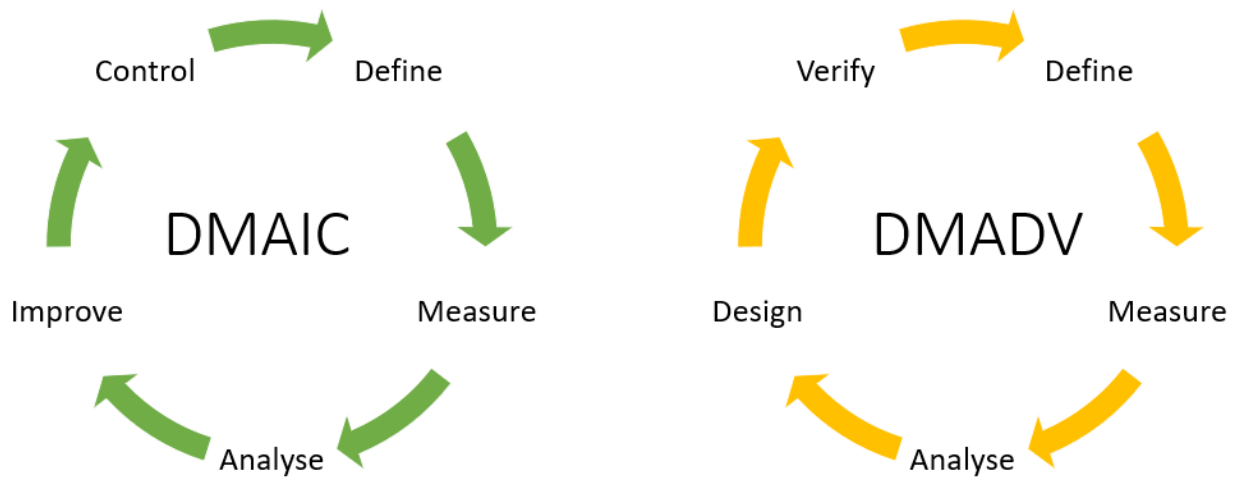 Control
Define
DMAIC
Improve
Measure
Analyse
Verify
Define
DMADV
Design
Measure
Analyse